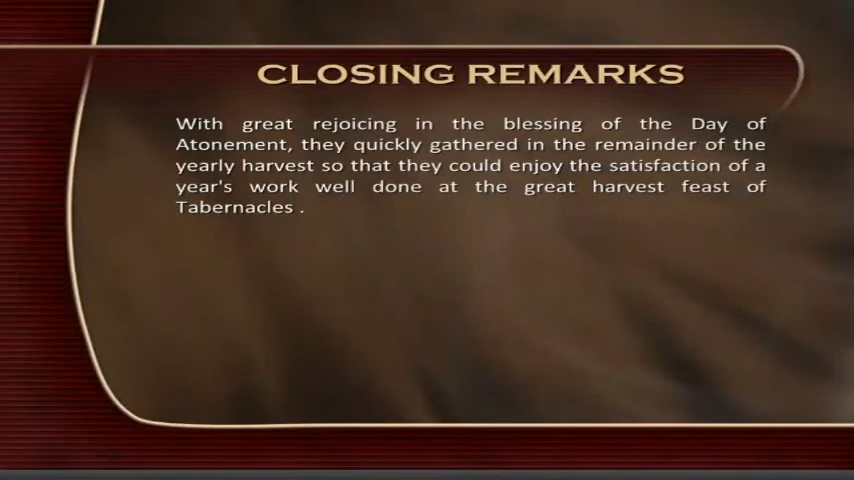 CLOSING REMARKS
With great rejoicing in the blessing of the Day of
Atonement, they quickly gathered in the remainder of the
yearly harvest so that they could enjoy the satisfaction of a
year's work well done at the great harvest feast of
Tabernacles .